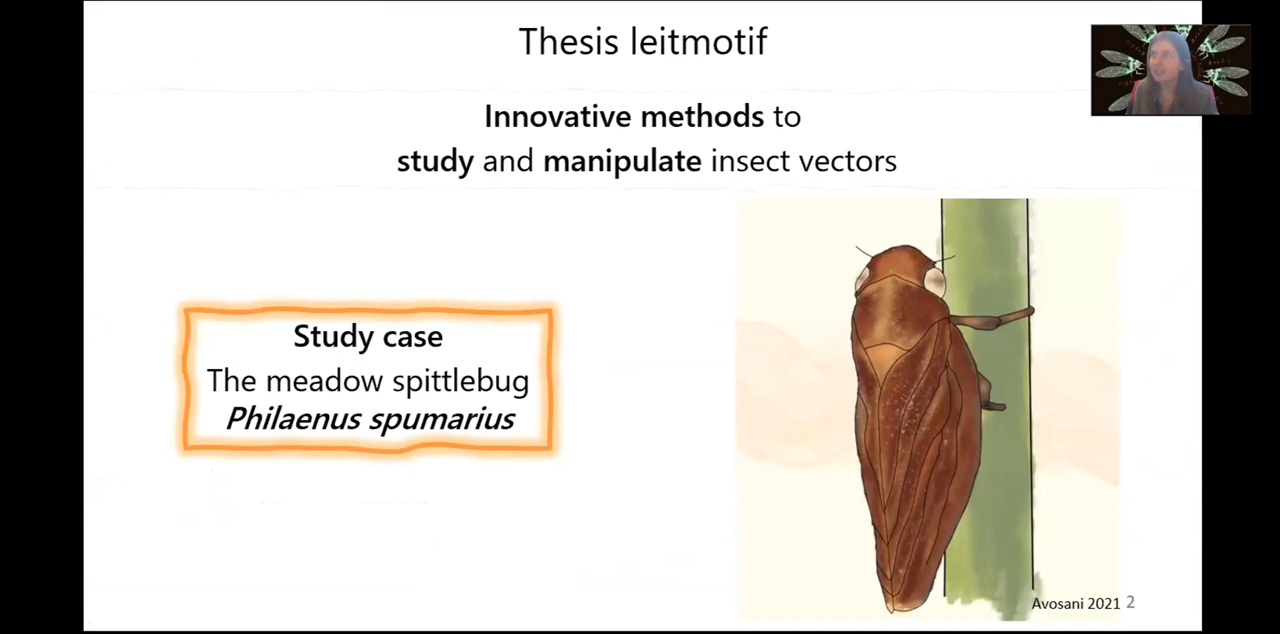 Thesis leitmotif
Innovative methods to
study and manipulate insect vectors
Study case
The meadow spittlebug
Philaenus spumarius
Avosani 2021 2